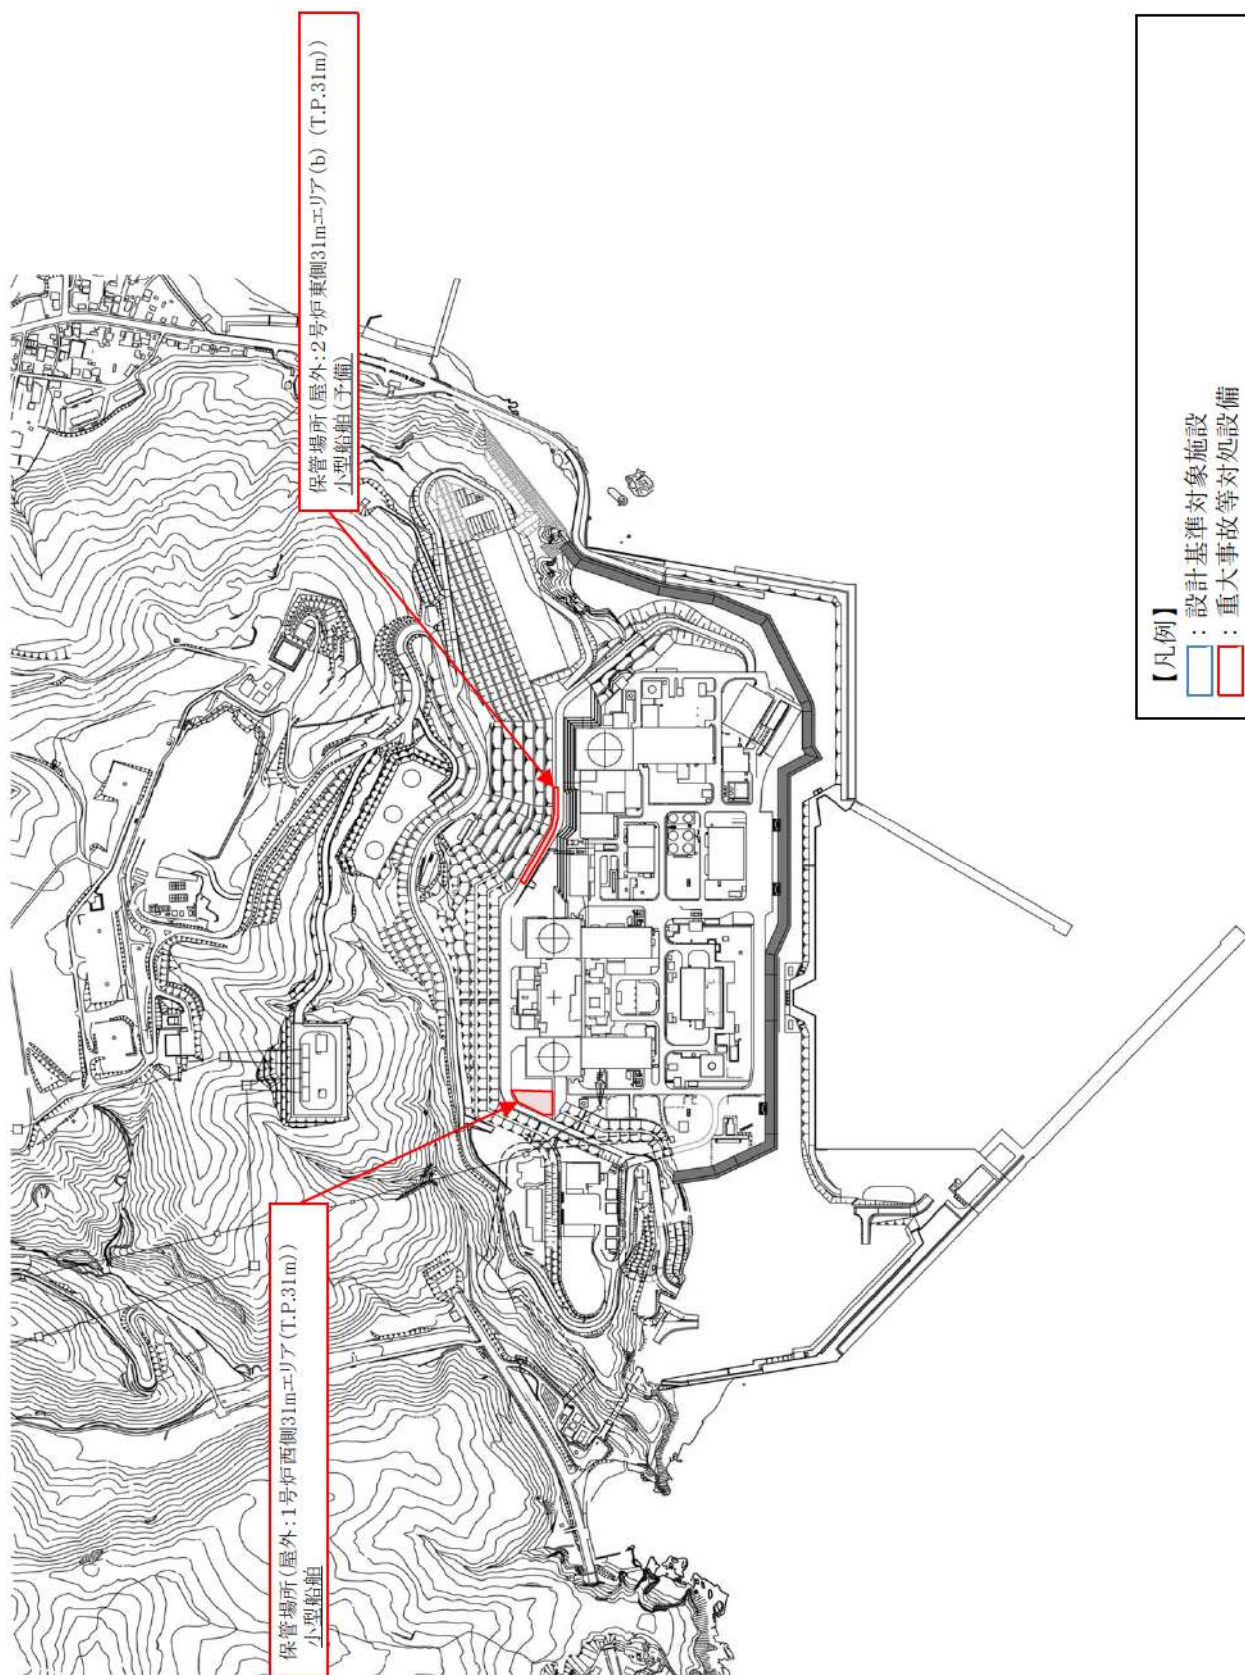 保管場所(屋外:1号炉西側31mエリア(T.P.31m))
小型船舶
保管場所(屋外:2号炉東側31mエリア(b) (T.P.31m))
小型船舶(予備)
【凡例】
:設計基準対象施設
:重大事故等対処設備